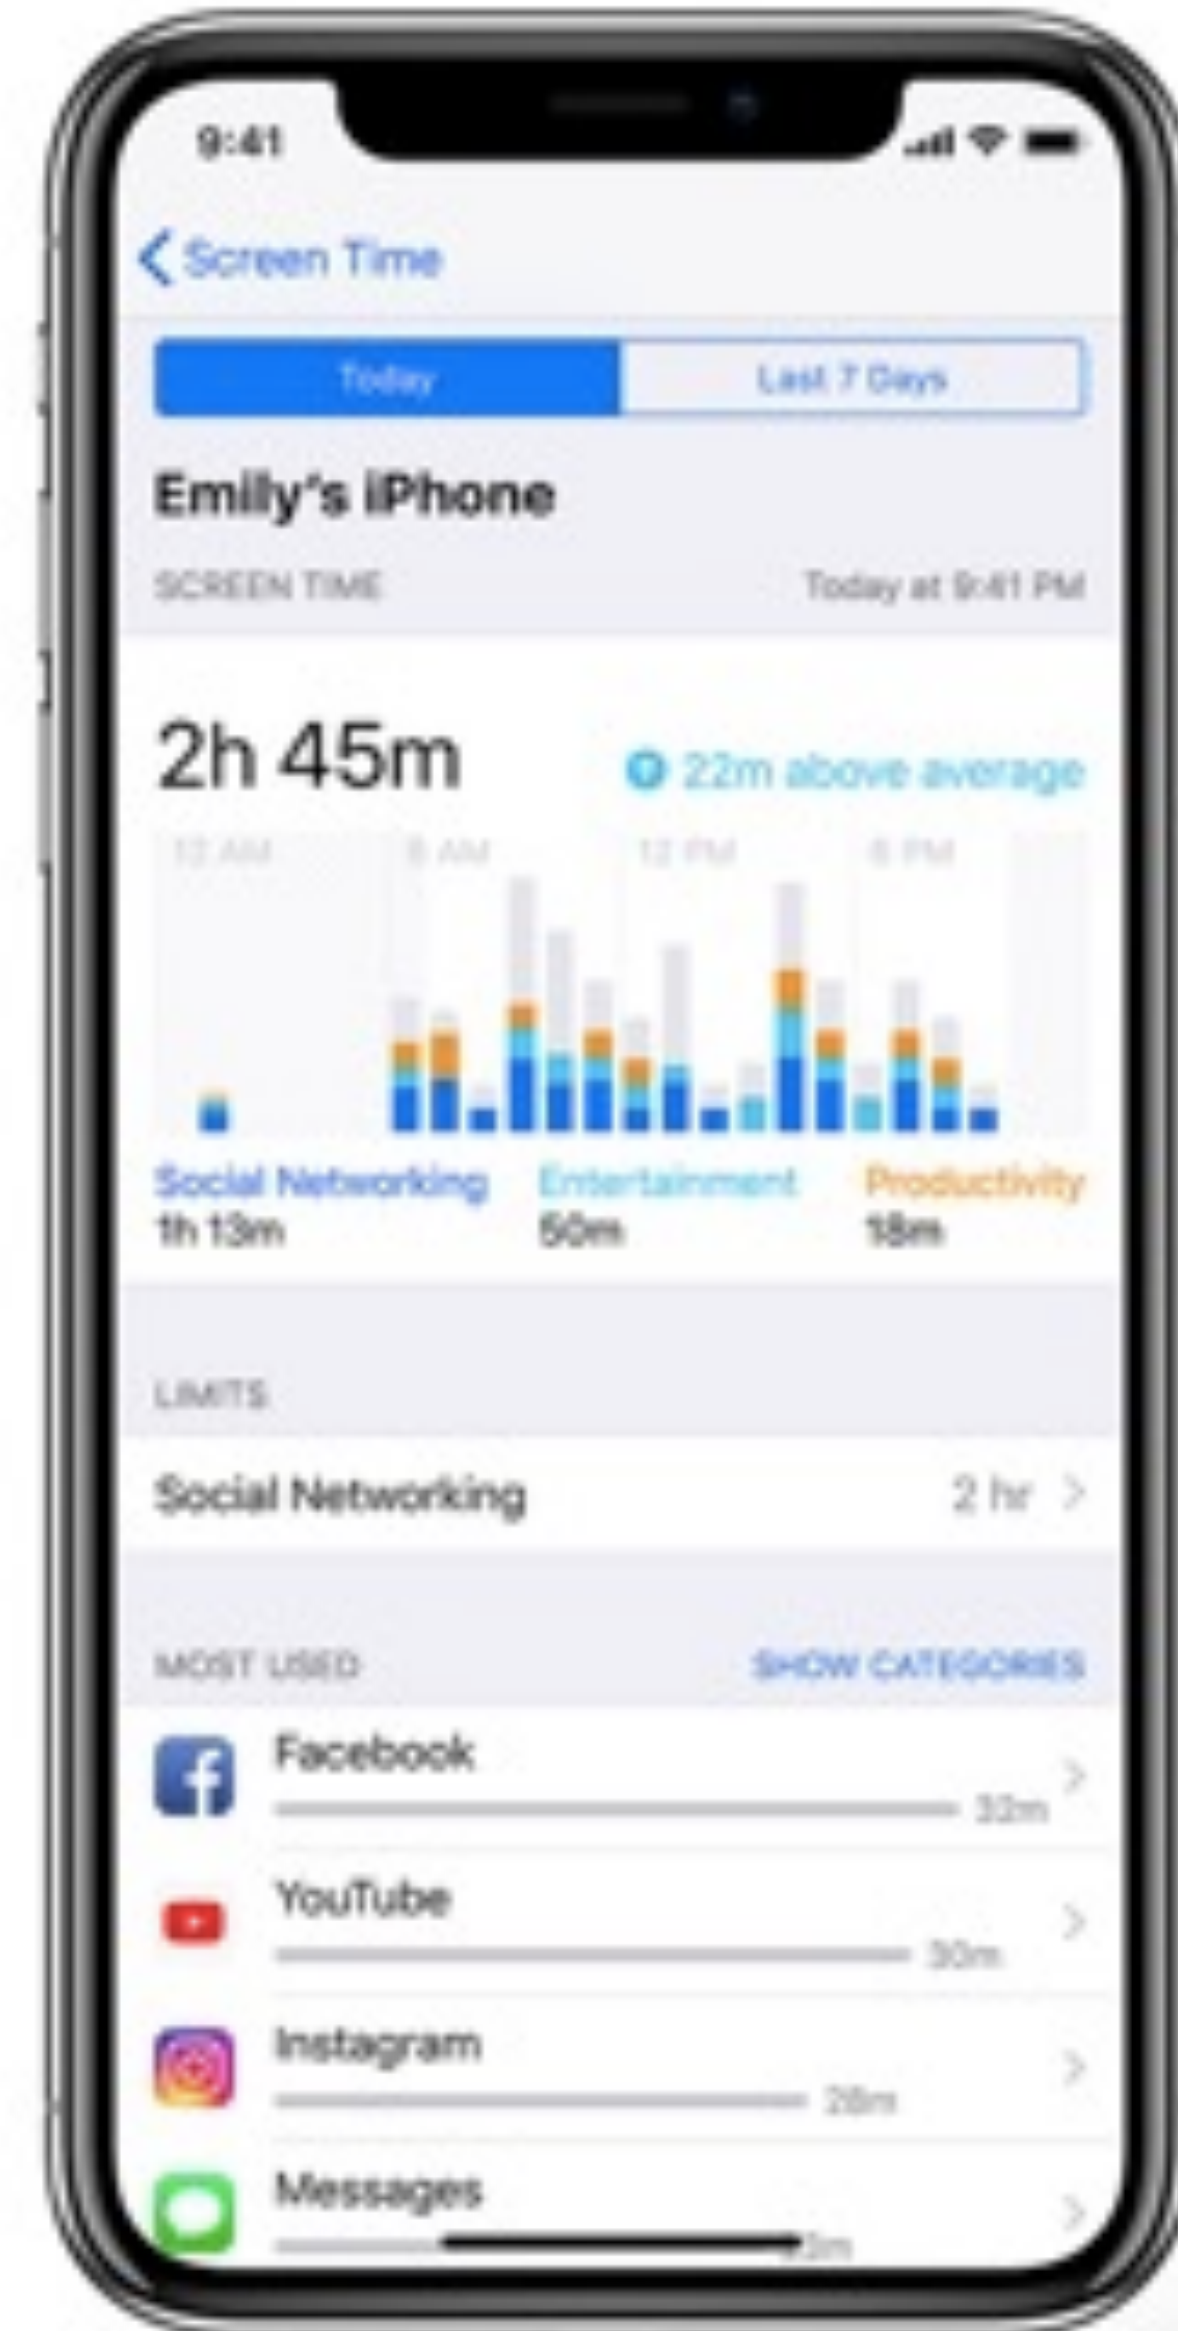 9:41
Screen Time
Today
Last 7 Days
Emily's iPhone
SCREEN TIME
Today at 9:41 PM
2h 45m
22m above average
12 AM
6 AM
12 PM
6 PM
Social Networking
Entertainment
Productivity
1h 13m
50m
18m
LIMITS
Social Networking
2 hr
MOST USED
SHOW CATEGORIES
Facebook
32m
YouTube
30m
Instagram
28m
Messages